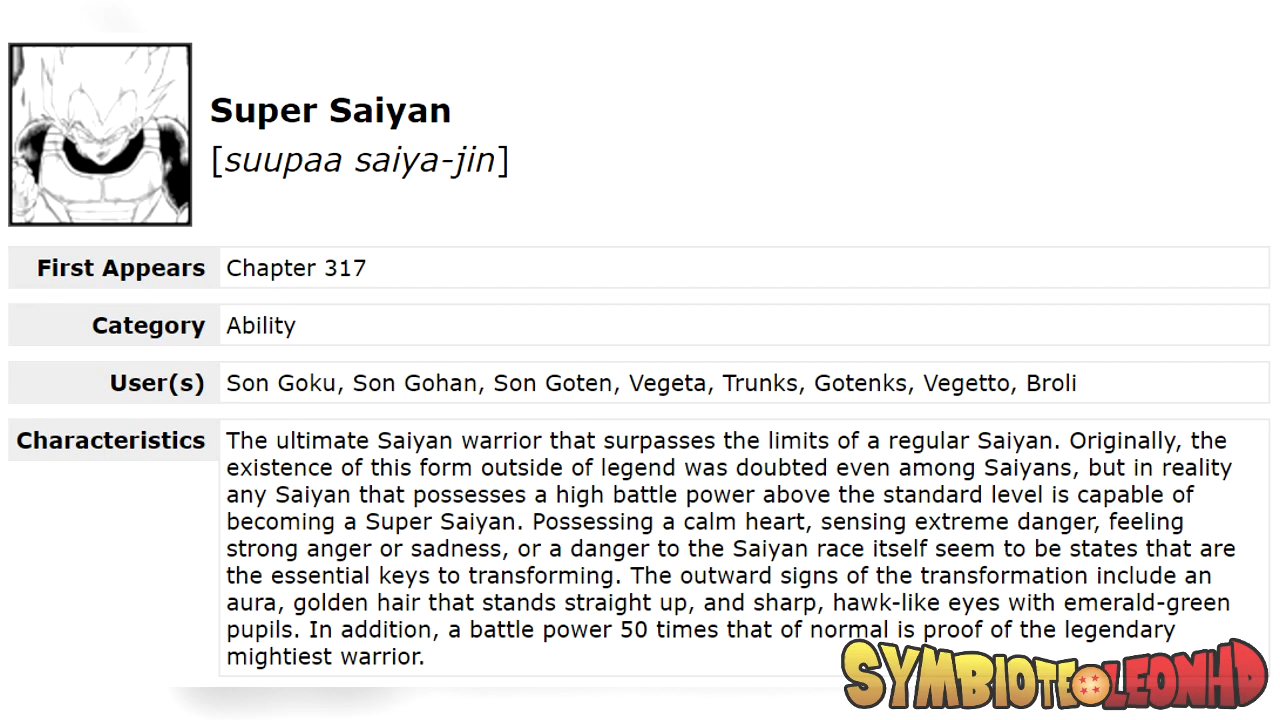 Super Saiyan
[suupaa saiya-jin]
First Appears
Chapter 317
Category
Ability
User(s)
Son Goku, Son Gohan, Son Goten, Vegeta, Trunks, Gotenks, Vegetto, Broli
Characteristics
The ultimate Saiyan warrior that surpasses the limits of a regular Saiyan. Originally, the
existence of this form outside of legend was doubted even among Saiyans, but in reality
any Saiyan that possesses a high battle power above the standard level is capable of
becoming a Super Saiyan. Possessing a calm heart, sensing extreme danger, feeling
strong anger or sadness, or a danger to the Saiyan race itself seem to be states that are
the essential keys to transforming. The outward signs of the transformation include an
aura, golden hair that stands straight up, and sharp, hawk-like eyes with emerald-green
pupils. In addition, a battle power 50 times that of normal is proof of the legendary
mightiest warrior.
SYMBIOTELEONHD